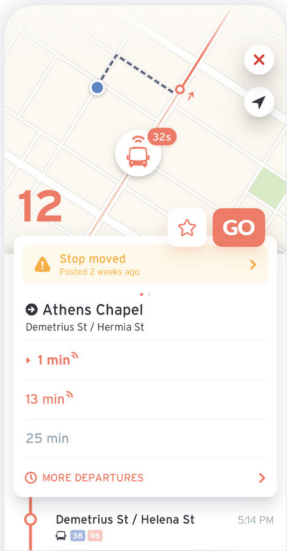 32s
12
GO
Stop moved
Posted 2 weeks ago
Athens Chapel
Demetrius St / Hermia St
1 min
13 min
25 min
MORE DEPARTURES
Demetrius St / Helena St
5:14 PM
38 96